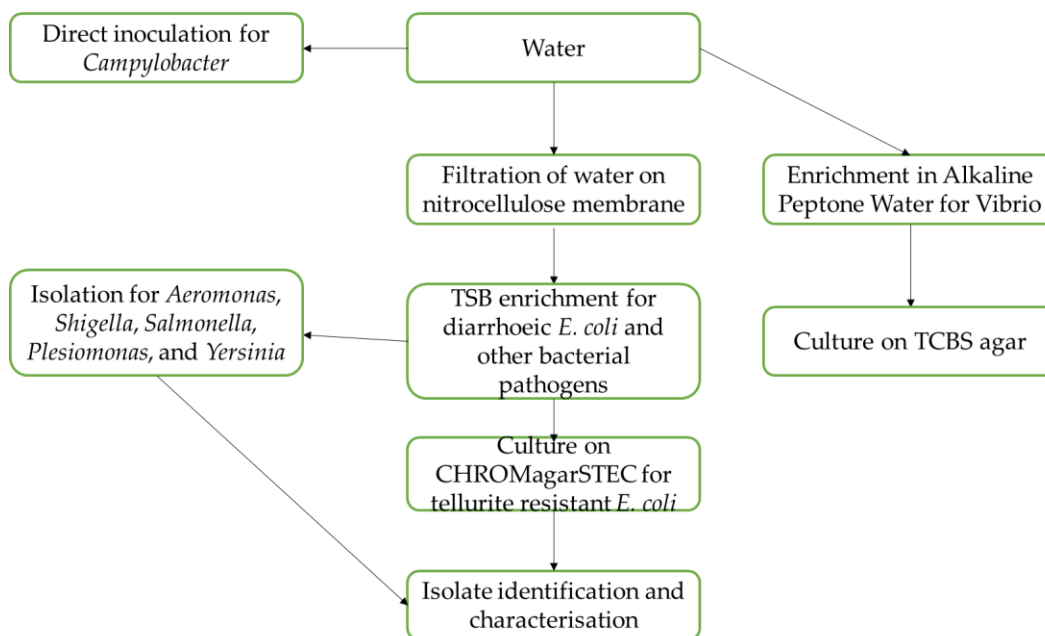 Direct inoculation for
Campylobacter
Water
Filtration of water on
nitrocellulose membrane
Enrichment in Alkaline
Peptone Water for Vibrio
Isolation for Aeromonas,
Shigella, Salmonella,
Plesiomonas, and Yersinia
TSB enrichment for
diarrhoeic E. coli and
other bacterial
pathogens
Culture on TCBS agar
Culture on
CHROMagarSTEC for
tellurite resistant E. coli
Isolate identification and
characterisation